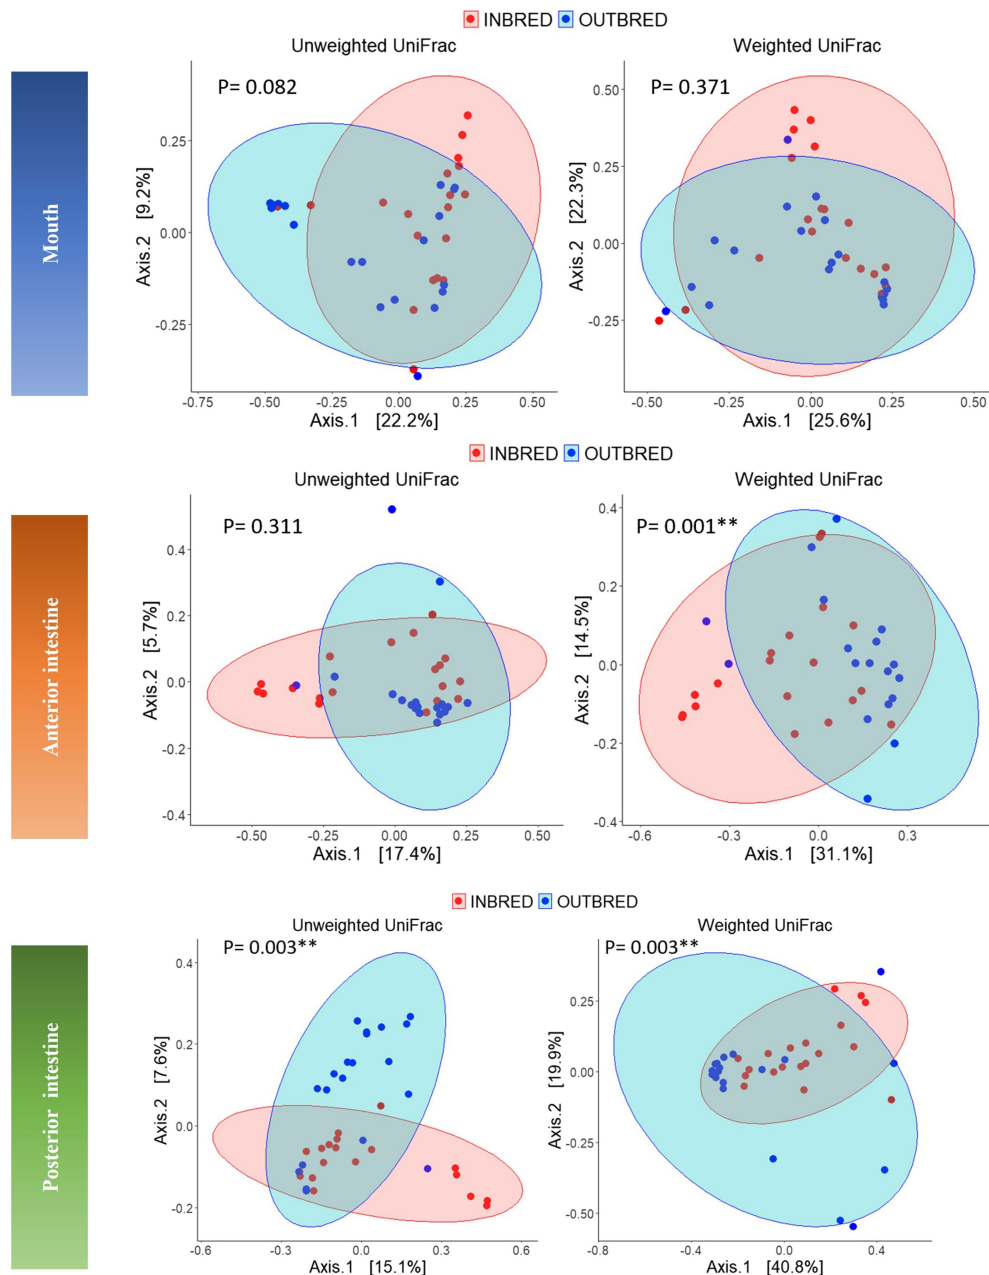 INBRED OUTBRED
Unweighted UniFrac
Weighted UniFrac
Mouth
P= 0.082
0.25
0.00
-0.25
Axis.2 [9.2%]
-0.75 -0.50 -0.25 0.00 0.25 0.50
Axis.1 [22.2%]
P= 0.371
0.50
0.25
0.00
-0.25
Axis.2 [22.3%]
-0.50 -0.25 0.00 0.25 0.50
Axis.1 [25.6%]
INBRED OUTBRED
Unweighted UniFrac
Weighted UniFrac
Anterior intestine
P= 0.311
0.4
0.2
0.0
-0.2
-0.4
Axis.2 [5.7%]
-0.50 -0.25 0.00 0.25 0.50
Axis.1 [17.4%]
P= 0.001**
0.4
0.2
0.0
-0.2
-0.4
Axis.2 [14.5%]
-0.6 -0.3 0.0 0.3
Axis.1 [31.1%]
INBRED OUTBRED
Unweighted UniFrac
Weighted UniFrac
Posterior intestine
P= 0.003**
0.4
0.2
0.0
-0.2
Axis.2 [7.6%]
-0.6 -0.3 0.0 0.3 0.6
Axis.1 [15.1%]
P= 0.003**
0.25
0.00
-0.25
-0.50
Axis.2 [19.9%]
-0.8 -0.4 0.0 0.4
Axis.1 [40.8%]